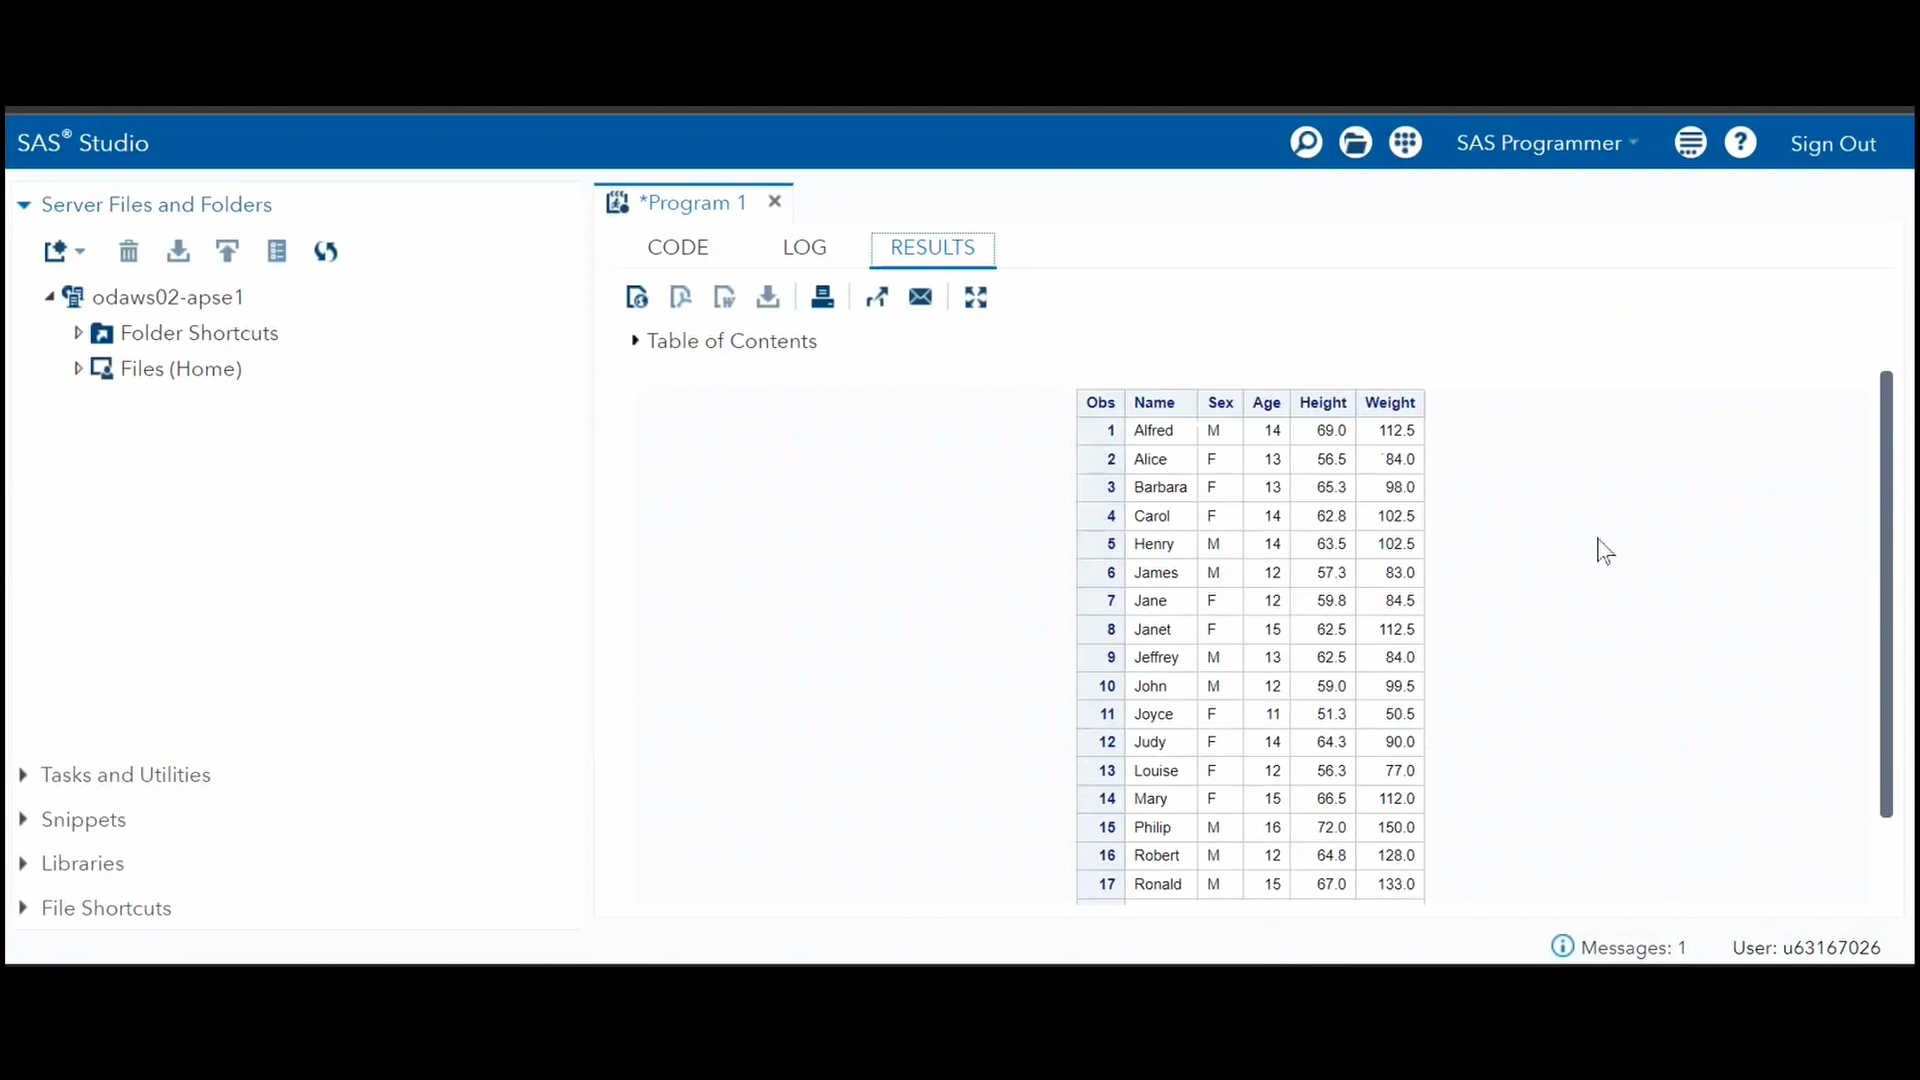 SAS® Studio
SAS Programmer
Sign Out
Server Files and Folders
odaws02-apse1
Folder Shortcuts
Files (Home)
Tasks and Utilities
Snippets
Libraries
File Shortcuts
*Program 1
CODE LOG RESULTS
Table of Contents
Obs Name Sex Age Height Weight
1 Alfred M 14 69.0 112.5
2 Alice F 13 56.5 84.0
3 Barbara F 13 65.3 98.0
4 Carol F 14 62.8 102.5
5 Henry M 14 63.5 102.5
6 James M 12 57.3 83.0
7 Jane F 12 59.8 84.5
8 Janet F 15 62.5 112.5
9 Jeffrey M 13 62.5 84.0
10 John M 12 59.0 99.5
11 Joyce F 11 51.3 50.5
12 Judy F 14 64.3 90.0
13 Louise F 12 56.3 77.0
14 Mary F 15 66.5 112.0
15 Philip M 16 72.0 150.0
16 Robert M 12 64.8 128.0
17 Ronald M 15 67.0 133.0
Messages: 1
User: u63167026